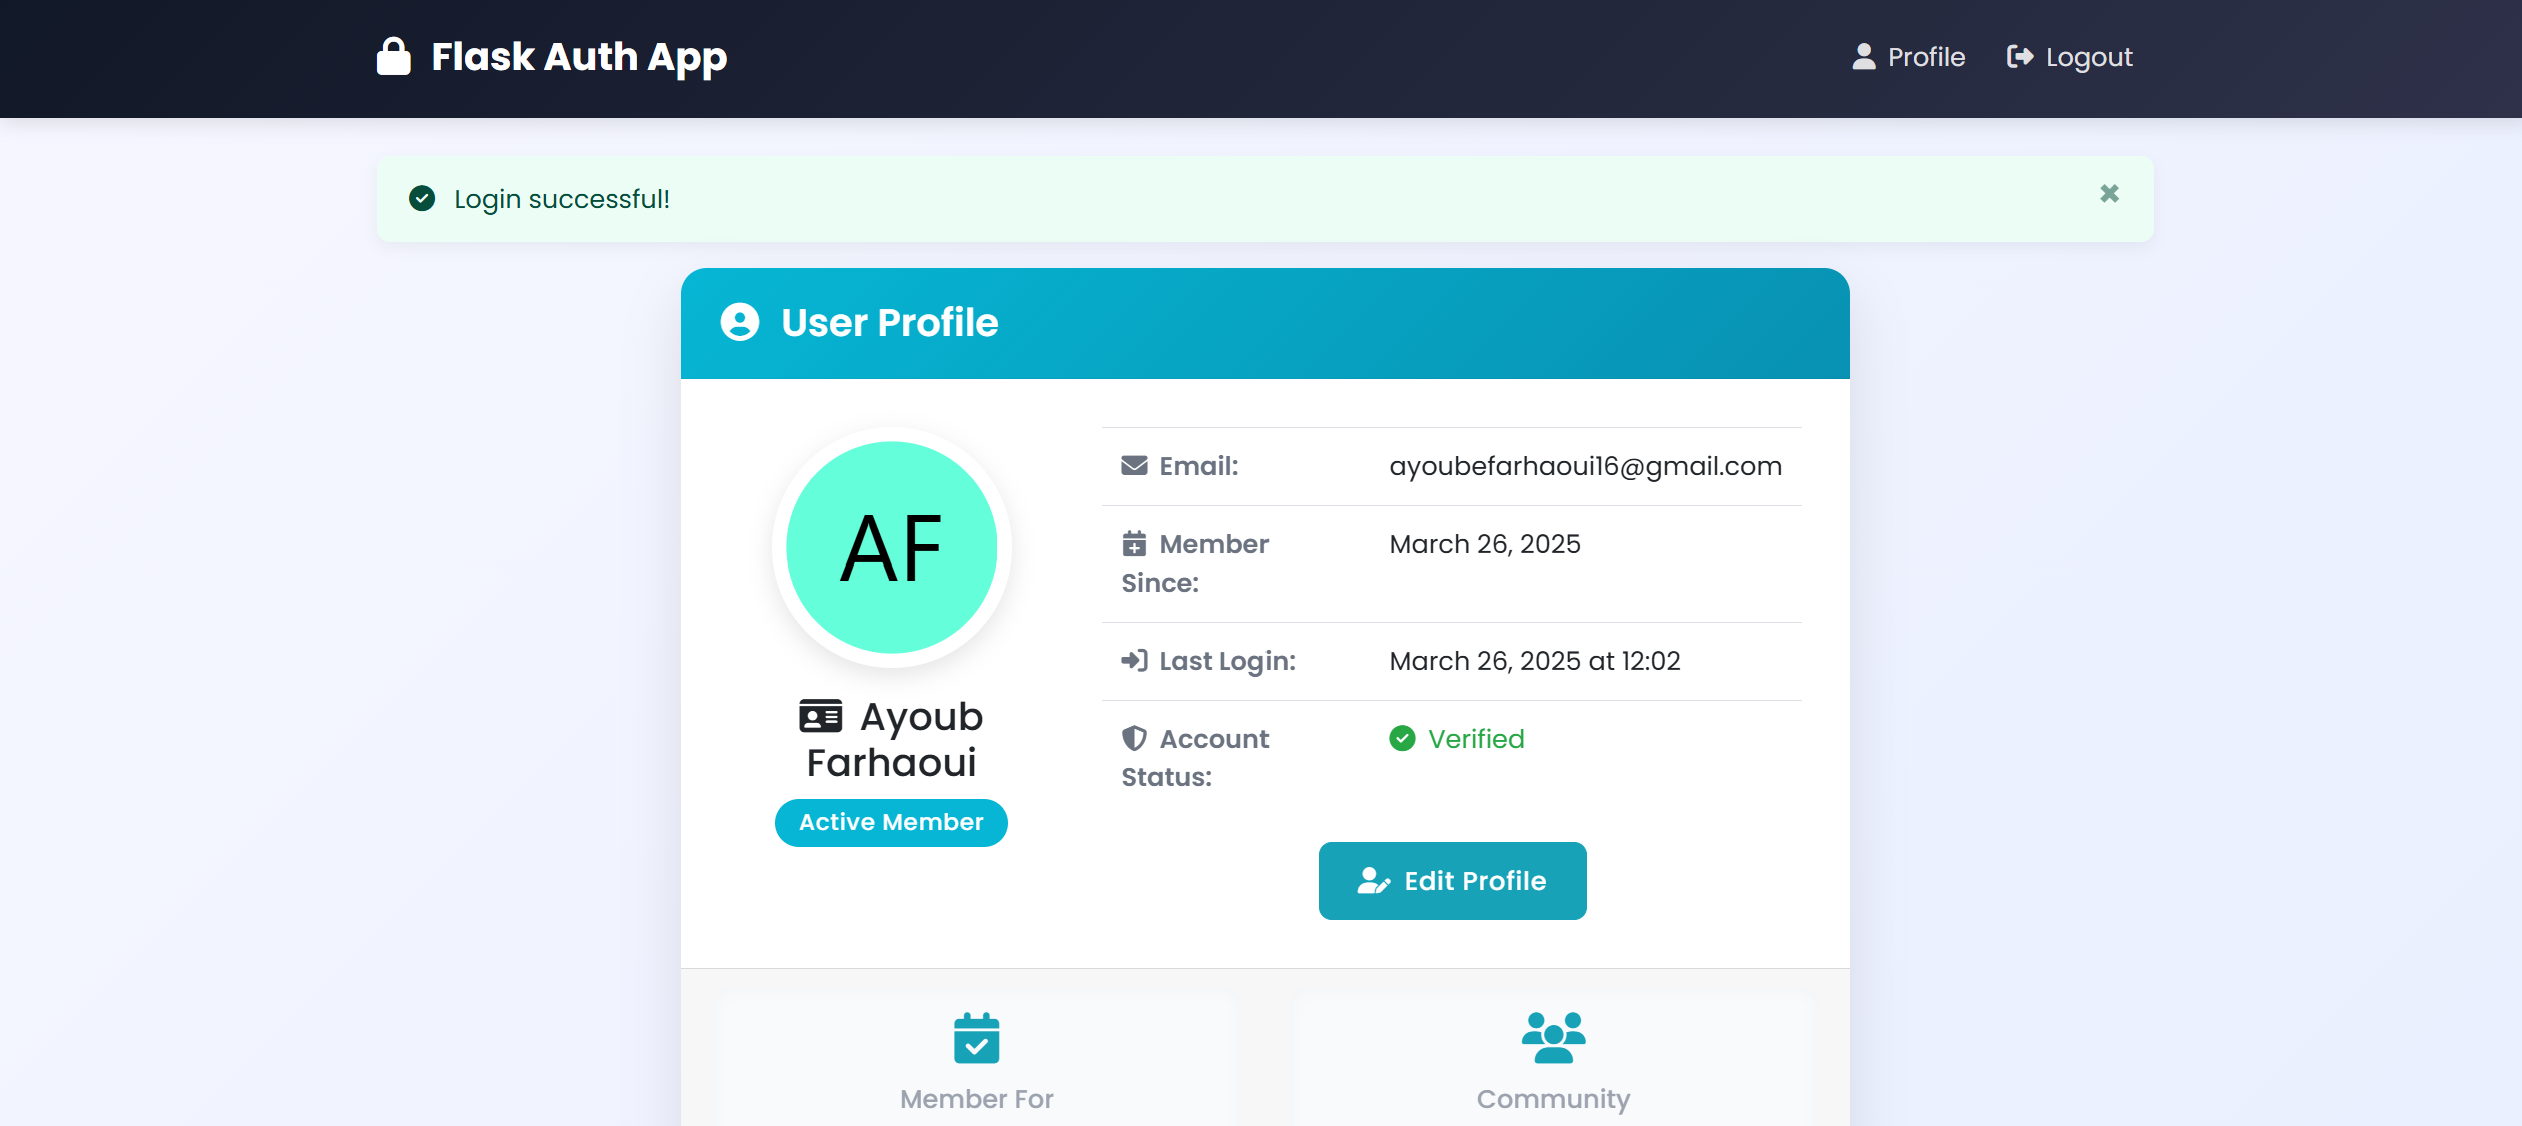 Flask Auth App
Profile
Logout
Login successful!
User Profile
AF
Ayoub
Farhaoui
Active Member
Email: ayoubefarhaoui16@gmail.com
Member March 26, 2025
Since:
Last Login: March 26, 2025 at 12:02
Account Verified
Status:
Edit Profile
Member For
Community